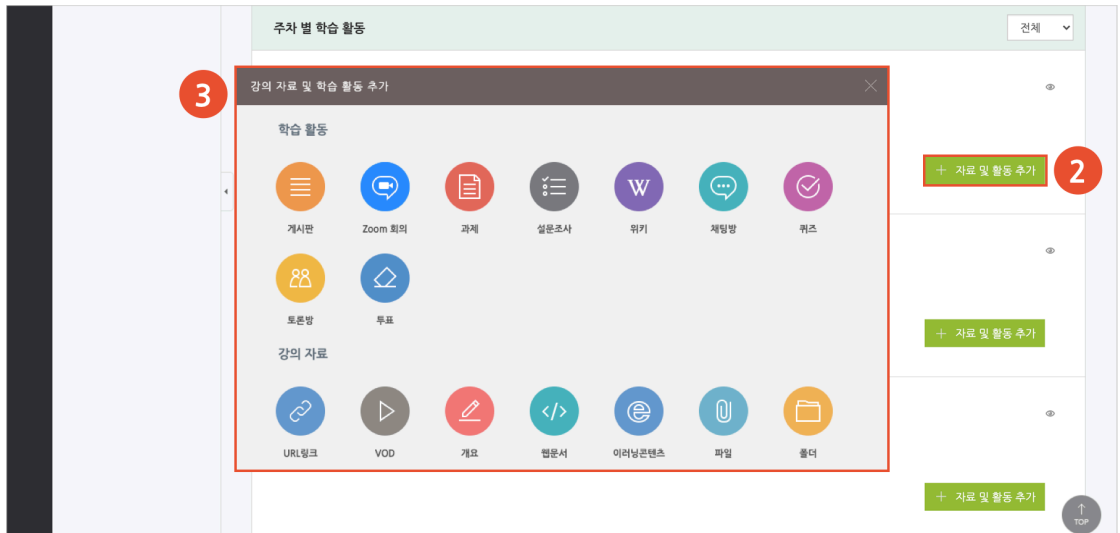 주차 별 학습 활동
전체
3
강의 자료 및 학습 활동 추가
학습 활동
+ 자료 및 활동 추가
2
W
게시판 Zoom 회의 과제 설문조사 위키 채팅방 퀴즈
토론방 투표
+ 자료 및 활동 추가
강의 자료
</>
e
URL링크 VOD 개요 웹문서 이러닝콘텐츠 파일 폴더
+ 자료 및 활동 추가
↑
TOP